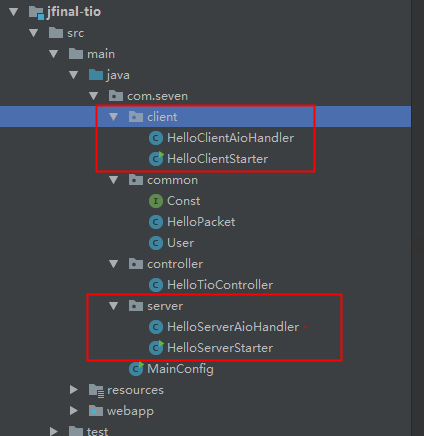 jfinal-tio
src
main
java
com.seven
client
HelloClientAioHandler
HelloClientStarter
common
Const
HelloPacket
User
controller
HelloTioController
server
HelloServerAioHandler
HelloServerStarter
MainConfig
resources
webapp
test